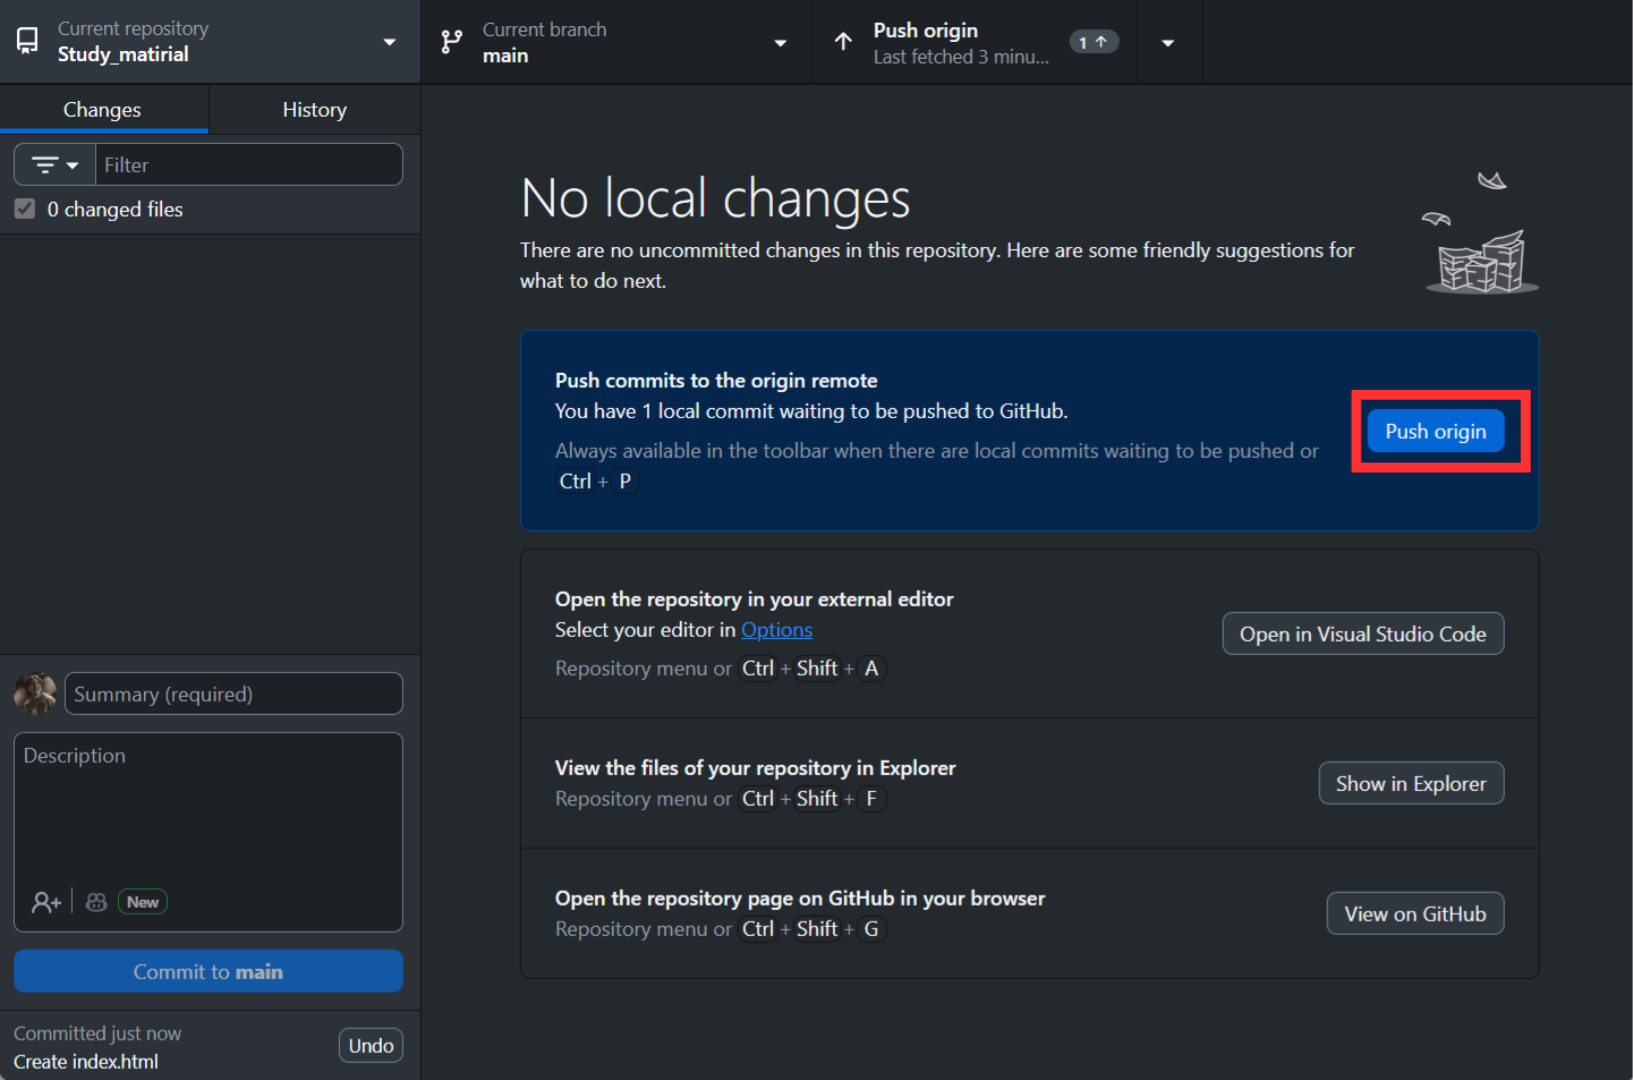 Current repository
Study_matirial
Current branch
main
Push origin
Last fetched 3 minu...
1
Changes
History
Filter
0 changed files
No local changes
There are no uncommitted changes in this repository. Here are some friendly suggestions for
what to do next.
Push commits to the origin remote
You have 1 local commit waiting to be pushed to GitHub.
Always available in the toolbar when there are local commits waiting to be pushed or
Ctrl + P
Push origin
Open the repository in your external editor
Select your editor in Options
Repository menu or Ctrl + Shift + A
Open in Visual Studio Code
View the files of your repository in Explorer
Repository menu or Ctrl + Shift + F
Show in Explorer
Open the repository page on GitHub in your browser
Repository menu or Ctrl + Shift + G
View on GitHub
Summary (required)
Description
New
Commit to main
Committed just now
Create index.html
Undo